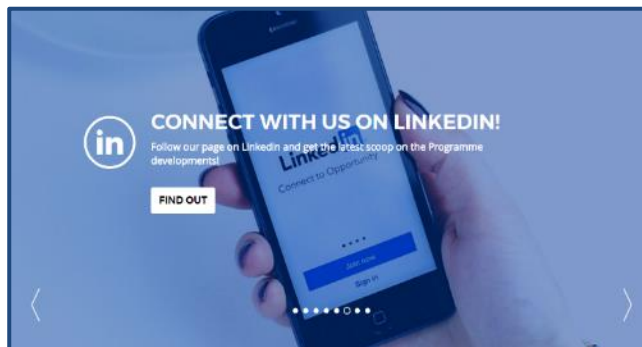 CONNECT WITH US ON LINKEDIN!
in
Follow our page on Linkedin and get the latest scoop on the Programme
developments!
FIND OUT
Linkedin
Connect to Opportunity
Join now
Sign in